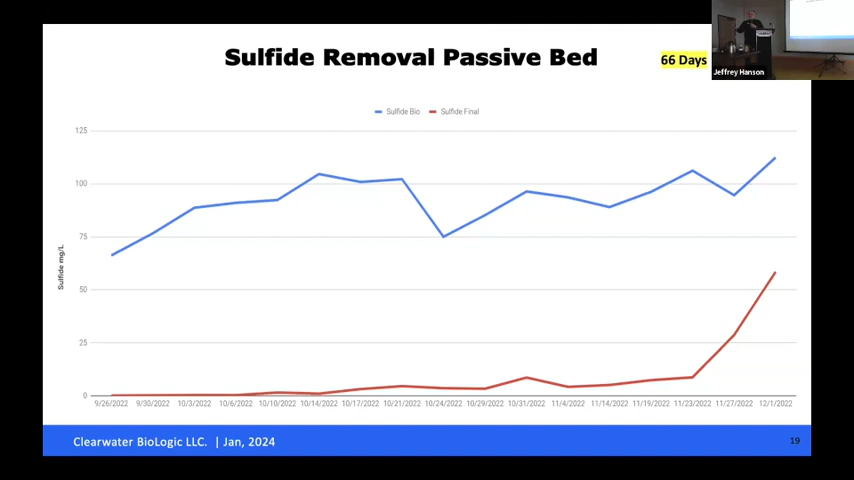 Sulfide Removal Passive Bed
66 Days
Jeffrey Hanson
Sulfide Bio
Sulfide Final
125
100
75
50
25
0
Sulfide mg/L
9/26/2022 9/30/2022 10/3/2022 10/6/2022 10/10/2022 10/14/2022 10/17/2022 10/21/2022 10/24/2022 10/29/2022 10/31/2022 11/4/2022 11/14/2022 11/19/2022 11/23/2022 11/27/2022 12/1/2022
Clearwater BioLogic LLC. | Jan, 2024
19